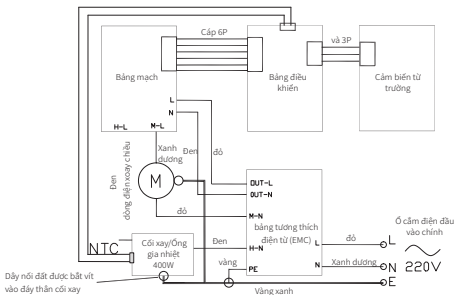 Cáp 6P
và 3P
Bảng mạch
Bảng điều
khiển
Cảm biến từ
trường
L
N
H-L
M-L
Xanh
dương
Đen
đỏ
Đen
dòng điện xoay chiều
M
OUT-L
OUT-N
đỏ
M-N
bảng tương thích
điện từ (EMC)
Ổ cắm điện đầu
vào chính
NTC
Cối xay/Ống
gia nhiệt
400W
Đen
H-N
L
đỏ
L
vàng
PE
N
Xanh dương
N
220V
Dây nối đất được bắt vít
vào đáy thân cối xay
Vàng xanh
E